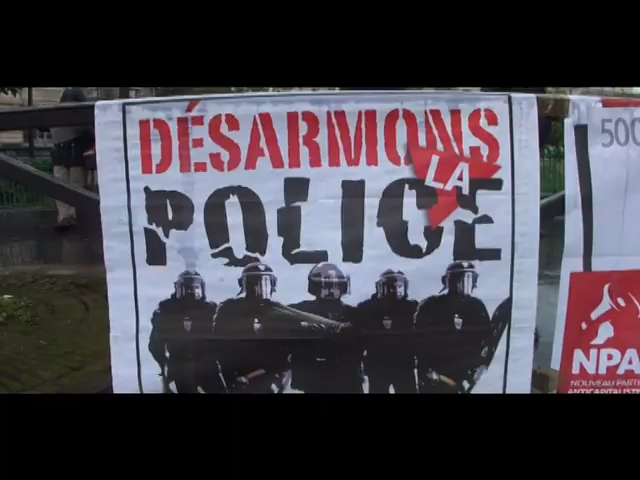 DÉSARMONS
LA
POLICE
500
NPA
NOUVEAU PARTI
ANTICAPITALISTE